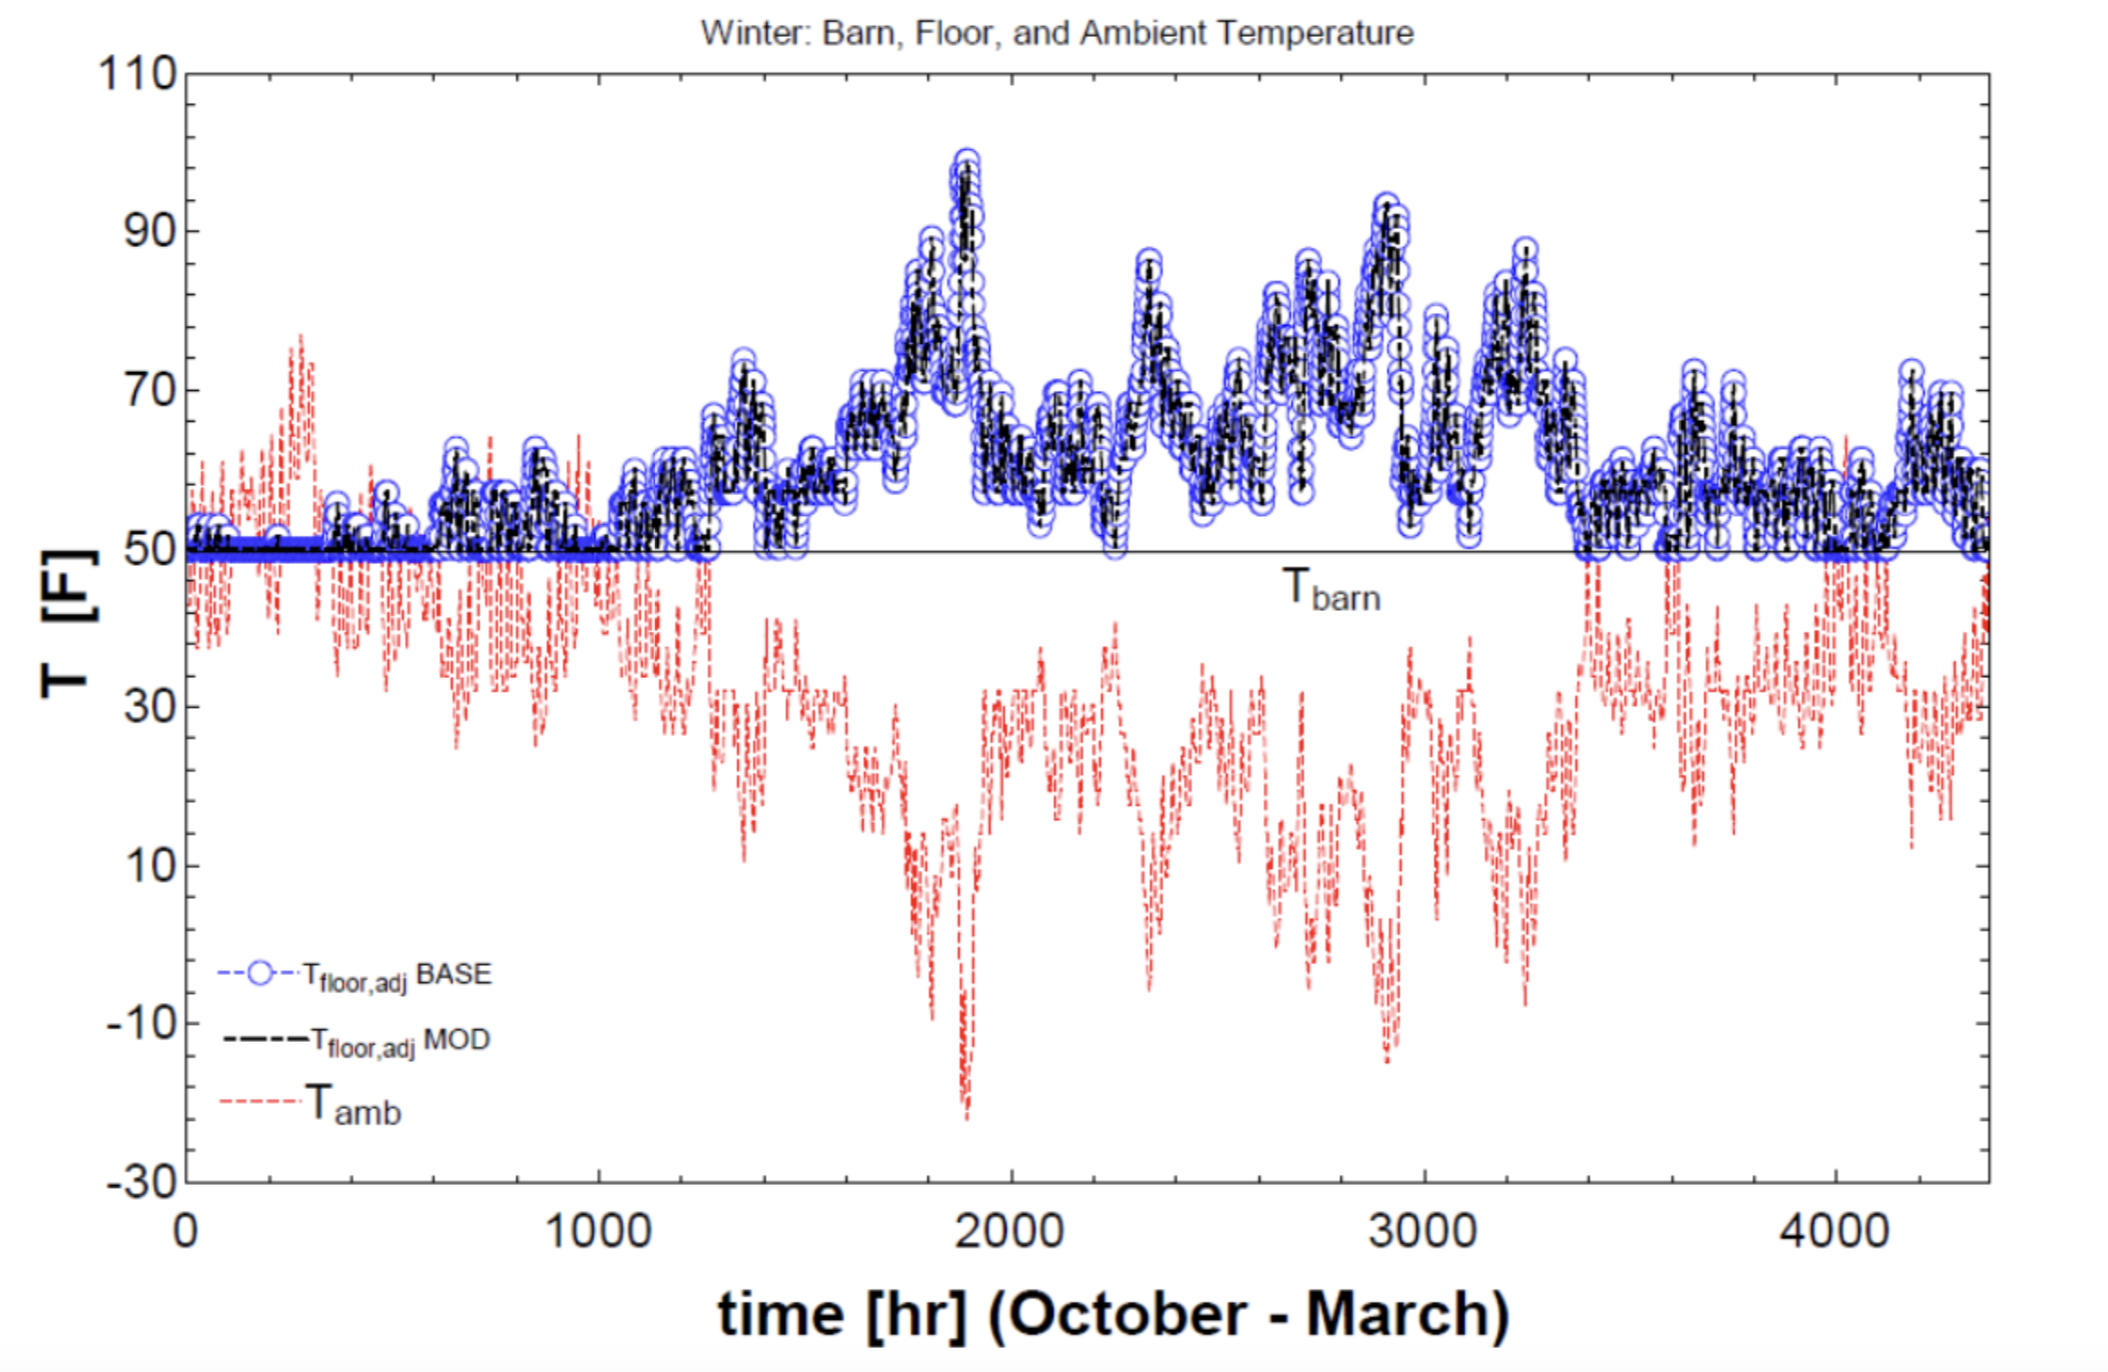 Winter: Barn, Floor, and Ambient Temperature
110
90
70
50
30
10
-10
-30
T [F]
Tbarn
Tfloor,adj BASE
Tfloor,adj MOD
Tamb
0 1000 2000 3000 4000
time [hr] (October - March)